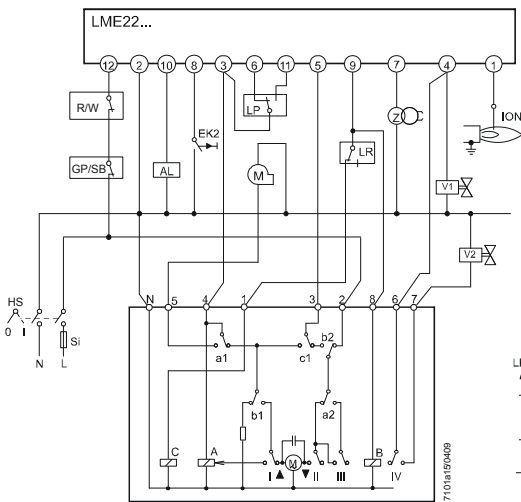 LME22...
12 2 10 8 3 6 11 5 9 7 4 1
R/W
LP
EK2
Z
ION
GP/SB
AL
M
LR
V1
V2
HS
0 I
Si
N L
N 5 4 1 3 2 8 6 7
a1 c1 b2
b1 a2
C A I M II III B IV
7101a15/0409